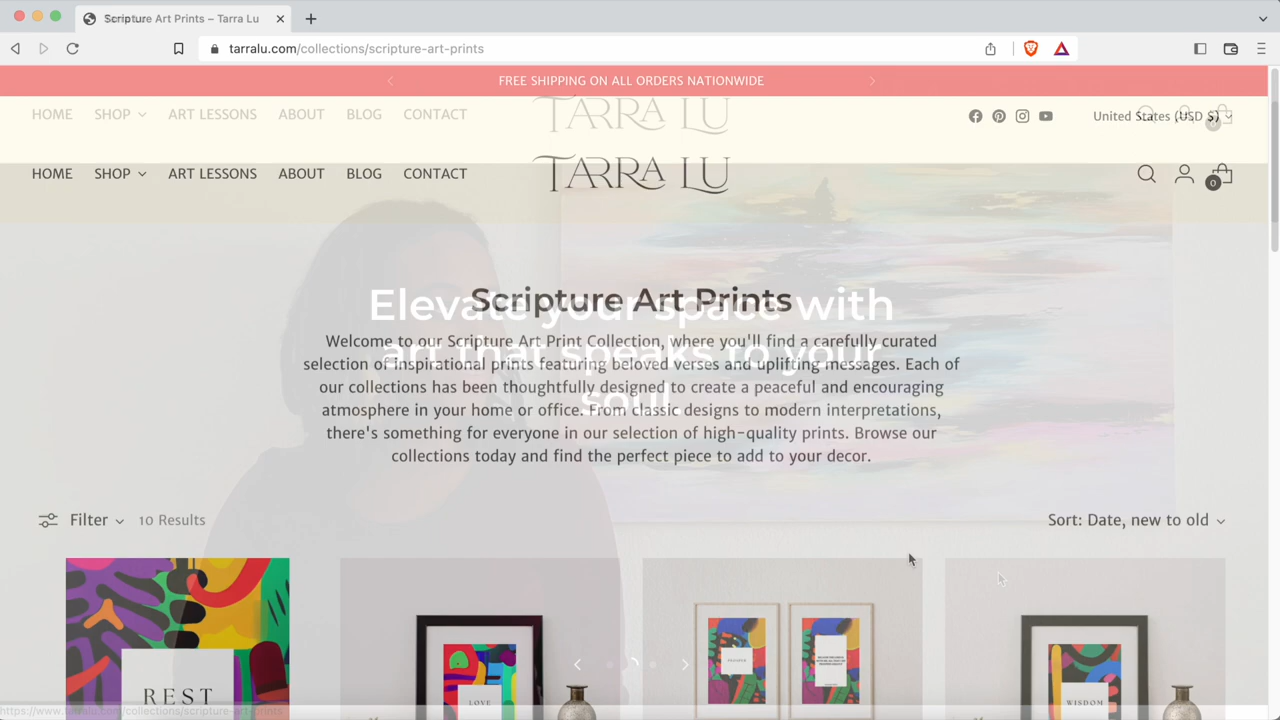 Scripture Art Prints – Tarra Lu
tarralu.com/collections/scripture-art-prints
FREE SHIPPING ON ALL ORDERS NATIONWIDE
HOME SHOP ART LESSONS ABOUT BLOG CONTACT
TARRA LU
United States (USD $)
0
HOME SHOP ART LESSONS ABOUT BLOG CONTACT
TARRA LU
0
Scripture Art Prints
Elevate your space with
art that speaks to your
soul.
Welcome to our Scripture Art Print Collection, where you'll find a carefully curated
selection of inspirational prints featuring beloved verses and uplifting messages. Each of
our collections has been thoughtfully designed to create a peaceful and encouraging
atmosphere in your home or office. From classic designs to modern interpretations,
there's something for everyone in our selection of high-quality prints. Browse our
collections today and find the perfect piece to add to your decor.
Filter 10 Results
Sort: Date, new to old
REST
LOVE
WISDOM
https://www.tarralu.com/collections/scripture-art-prints